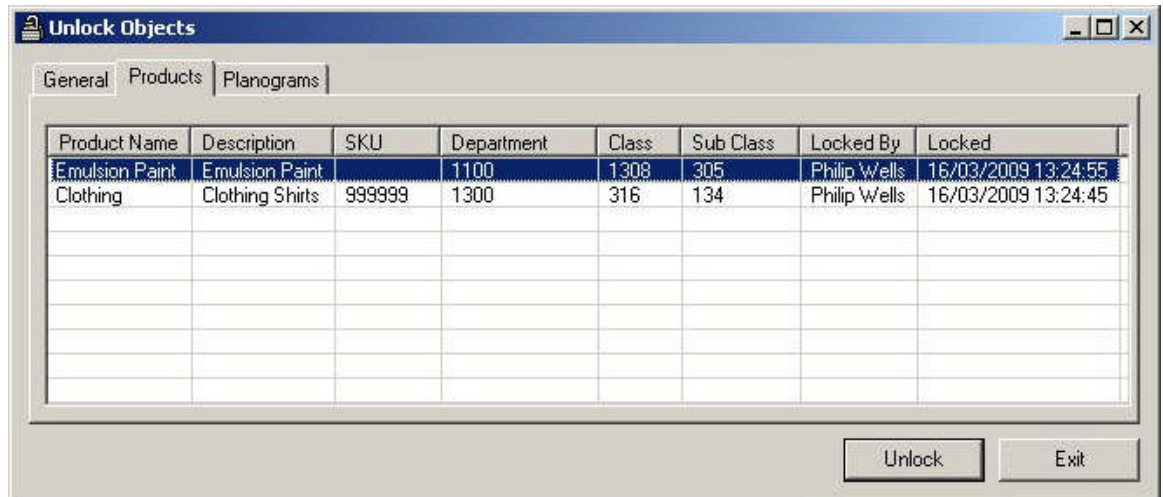 Unlock Objects
General Products Planograms
Product Name Description SKU Department Class Sub Class Locked By Locked
Emulsion Paint Emulsion Paint 1100 1308 305 Philip Wells 16/03/2009 13:24:55
Clothing Clothing Shirts 999999 1300 316 134 Philip Wells 16/03/2009 13:24:45
Unlock Exit